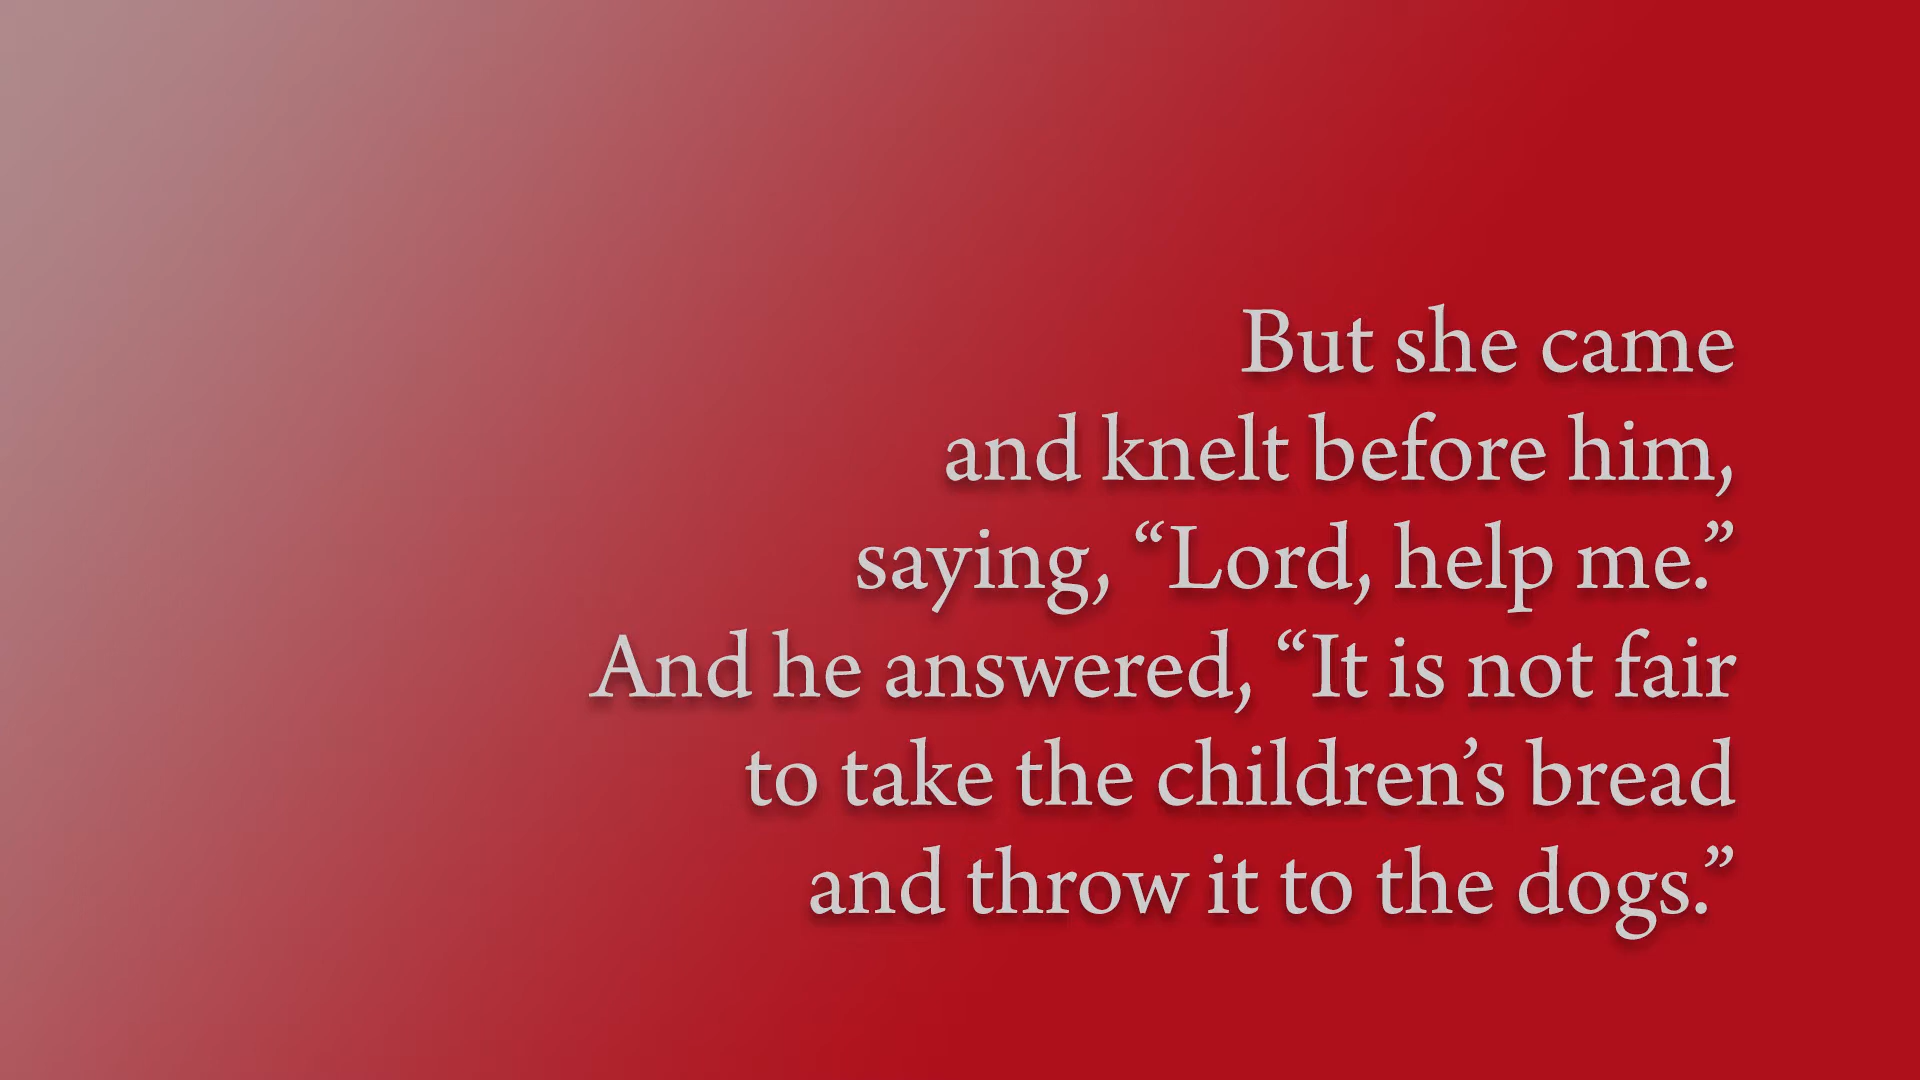 But she came
and knelt before him,
saying, “Lord, help me.”
And he answered, “It is not fair
to take the children’s bread
and throw it to the dogs.”